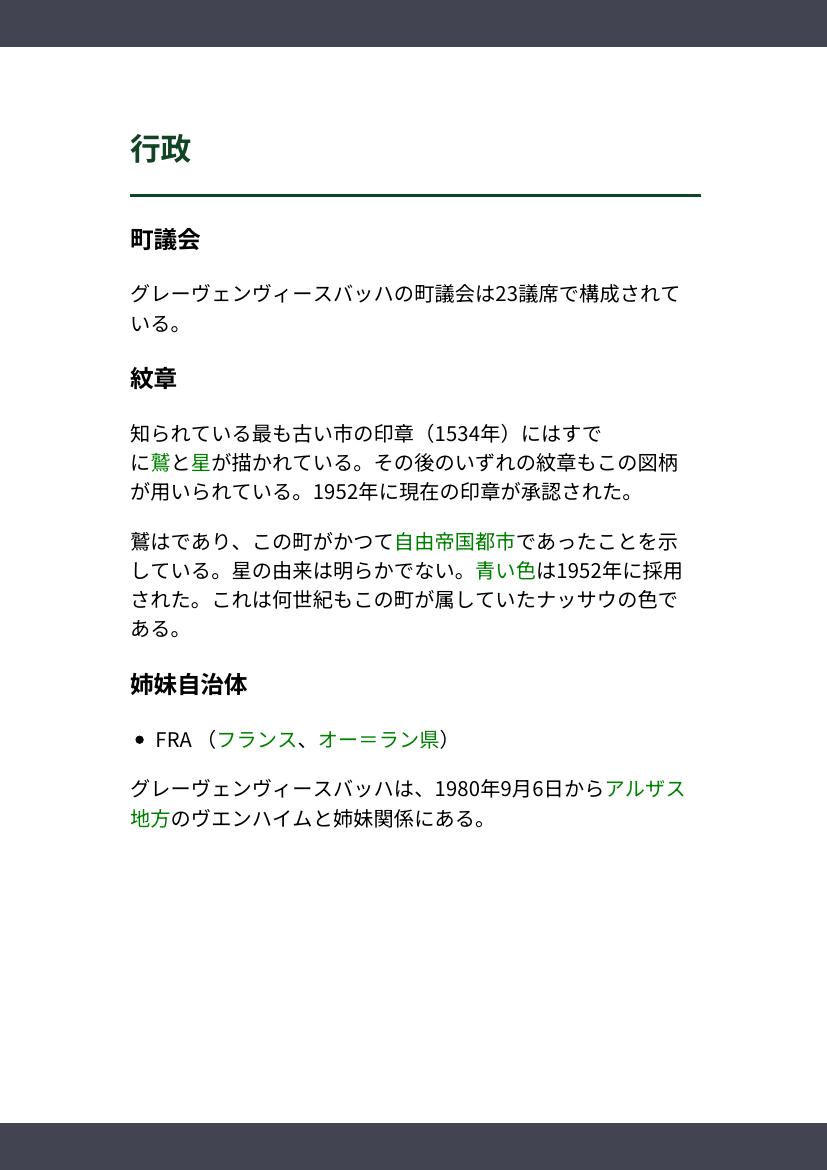 行政
町議会
グレーヴェンヴィースバッハの町議会は23議席で構成されて
いる。
紋章
知られている最も古い市の印章（1534年）にはすで
に鷲と星が描かれている。その後のいずれの紋章もこの図柄
が用いられている。1952年に現在の印章が承認された。
鷲はであり、この町がかつて自由帝国都市であったことを示
している。星の由来は明らかでない。青い色は1952年に採用
された。これは何世紀もこの町が属していたナッサウの色で
ある。
姉妹自治体
• FRA （フランス、オー＝ラン県）
グレーヴェンヴィースバッハは、1980年9月6日からアルザス
地方のヴエンハイムと姉妹関係にある。